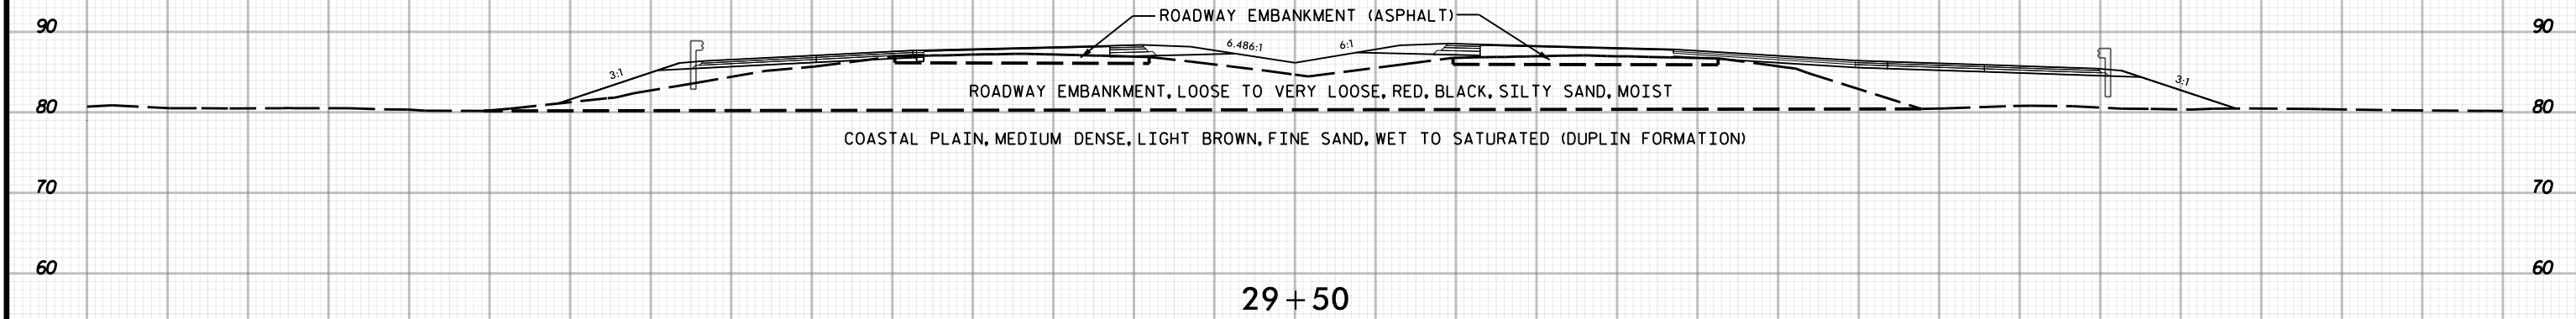 90 ROADWAY EMBANKMENT (ASPHALT) 90
3:1 6.486:1 6:1 3:1
ROADWAY EMBANKMENT, LOOSE TO VERY LOOSE, RED, BLACK, SILTY SAND, MOIST
80 80
COASTAL PLAIN, MEDIUM DENSE, LIGHT BROWN, FINE SAND, WET TO SATURATED (DUPLIN FORMATION)
70 70
60 60
29+50